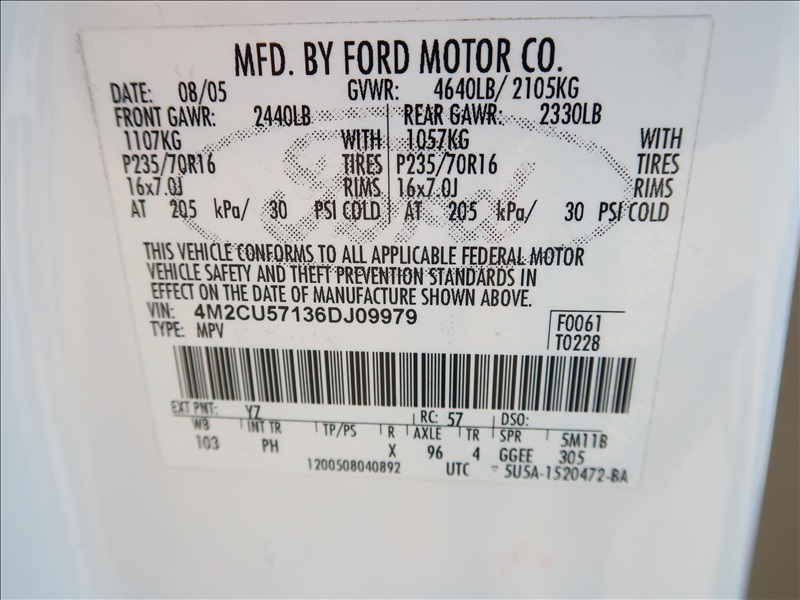 MFD. BY FORD MOTOR CO.
DATE: 08/05 GVWR: 4640LB/ 2105KG
FRONT GAWR: 2440LB REAR GAWR: 2330LB
1107KG WITH 1057KG WITH
P235/70R16 TIRES P235/70R16 TIRES
16x7.0J RIMS 16x7.0J RIMS
AT 205 kPa/ 30 PSI COLD AT 205 kPa/ 30 PSI COLD
THIS VEHICLE CONFORMS TO ALL APPLICABLE FEDERAL MOTOR
VEHICLE SAFETY AND THEFT PREVENTION STANDARDS IN
EFFECT ON THE DATE OF MANUFACTURE SHOWN ABOVE.
VIN: 4M2CU57136DJ09979
TYPE: MPV
F0061
T0228
EXT PNT: YZ RC: 57 DSO:
WB INT TR TP/PS R AXLE TR SPR 5M11B
103 PH X 96 4 GGEE 305
1200508040892 UTC 5U5A-1520472-BA
Ford